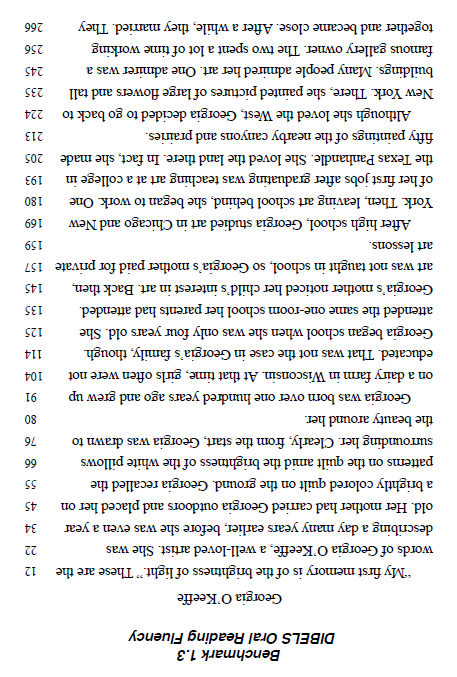 Benchmark 1.3
DIBELS Oral Reading Fluency
Georgia O'Keeffe
"My first memory is of the brightness of light." These are the 12
words of Georgia O'Keeffe, a well-loved artist. She was 22
describing a day many years earlier, before she was even a year 34
old. Her mother had carried Georgia outdoors and placed her on 45
a brightly colored quilt on the ground. Georgia recalled the 55
patterns on the quilt amid the brightness of the white pillows 66
surrounding her. Clearly, from the start, Georgia was drawn to 76
the beauty around her. 80
Georgia was born over one hundred years ago and grew up 91
on a dairy farm in Wisconsin. At that time, girls often were not 104
educated. That was not the case in Georgia's family, though. 114
Georgia began school when she was only four years old. She 125
attended the same one-room school her parents had attended. 135
Georgia's mother noticed her child's interest in art. Back then, 145
art was not taught in school, so Georgia's mother paid for private 157
art lessons. 159
After high school, Georgia studied art in Chicago and New 169
York. Then, leaving art school behind, she began to work. One 180
of her first jobs after graduating was teaching art at a college in 193
the Texas Panhandle. She loved the land there. In fact, she made 205
fifty paintings of the nearby canyons and prairies. 213
Although she loved the West, Georgia decided to go back to 224
New York. There, she painted pictures of large flowers and tall 235
buildings. Many people admired her art. One admirer was a 245
famous gallery owner. The two spent a lot of time working 256
together and became close. After a while, they married. They 266